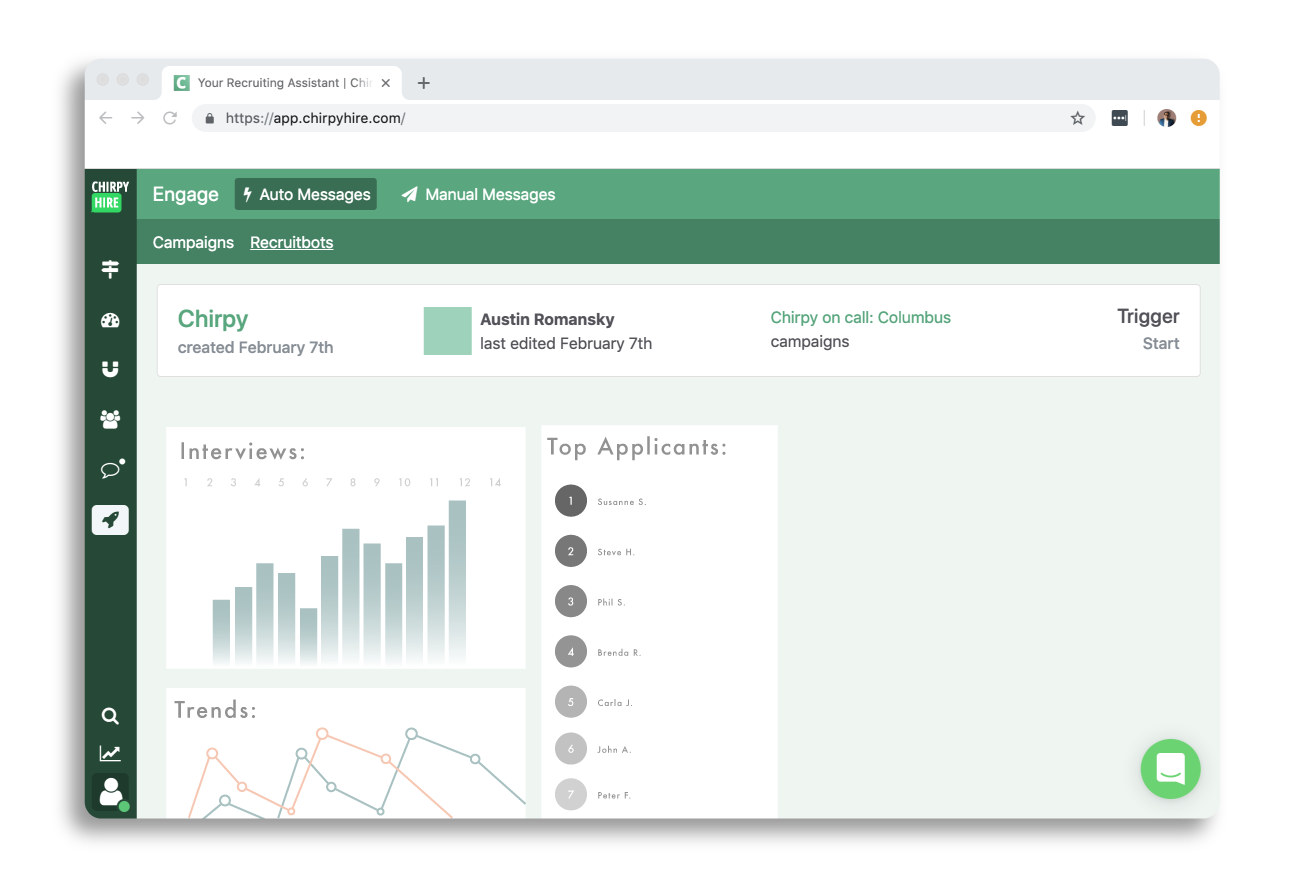 Your Recruiting Assistant | Chi
https://app.chirpyhire.com/
CHIRPY
HIRE
Engage
Auto Messages
Manual Messages
Campaigns
Recruitbots
Chirpy
created February 7th
Austin Romansky
last edited February 7th
Chirpy on call: Columbus
campaigns
Trigger
Start
Interviews:
1 2 3 4 5 6 7 8 9 10 11 12 14
Trends:
Top Applicants:
1 Susanne S.
2 Steve H.
3 Phil S.
4 Brenda R.
5 Carla J.
6 John A.
7 Peter F.